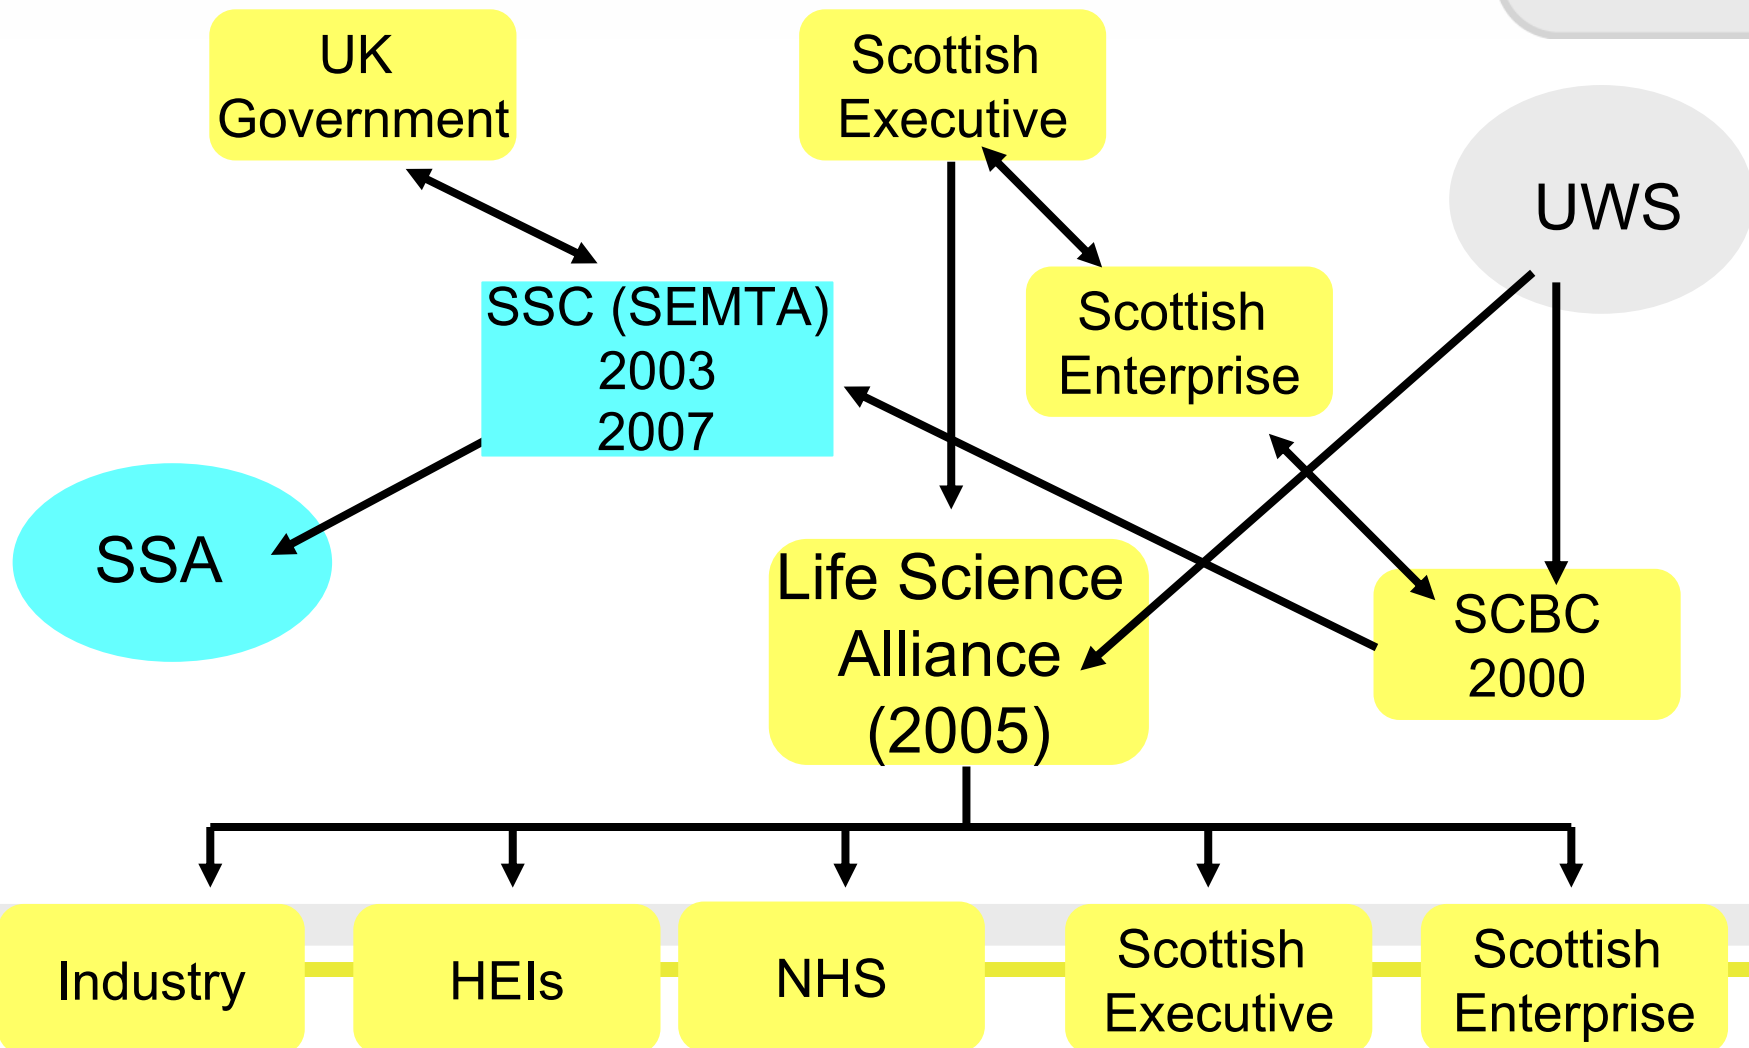 UK
Government
Scottish
Executive
UWS
SSC (SEMTA)
2003
2007
Scottish
Enterprise
SSA
Life Science
Alliance
(2005)
SCBC
2000
Industry
HEIs
NHS
Scottish
Executive
Scottish
Enterprise